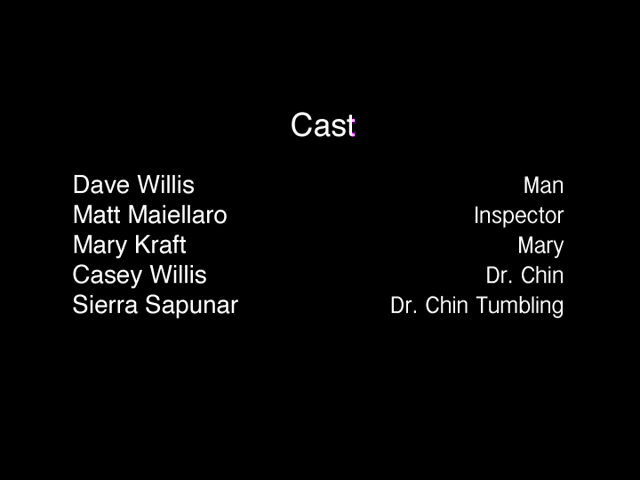 Cast
Dave Willis Man
Matt Maiellaro Inspector
Mary Kraft Mary
Casey Willis Dr. Chin
Sierra Sapunar Dr. Chin Tumbling